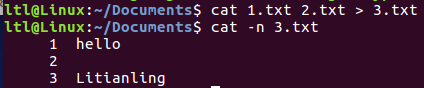 ltl@Linux:~/Documents$ cat 1.txt 2.txt > 3.txt
ltl@Linux:~/Documents$ cat -n 3.txt
1 hello
2
3 Litianling